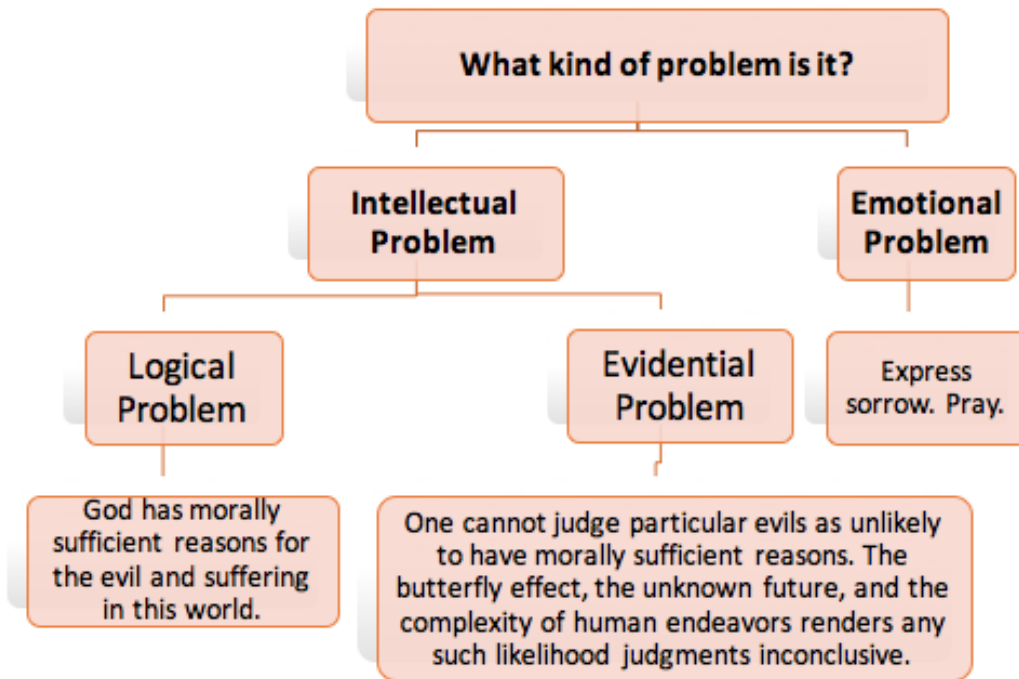 What kind of problem is it?
Intellectual
Problem
Emotional
Problem
Logical
Problem
Evidential
Problem
Express
sorrow. Pray.
God has morally
sufficient reasons for
the evil and suffering
in this world.
One cannot judge particular evils as unlikely
to have morally sufficient reasons. The
butterfly effect, the unknown future, and the
complexity of human endeavors renders any
such likelihood judgments inconclusive.